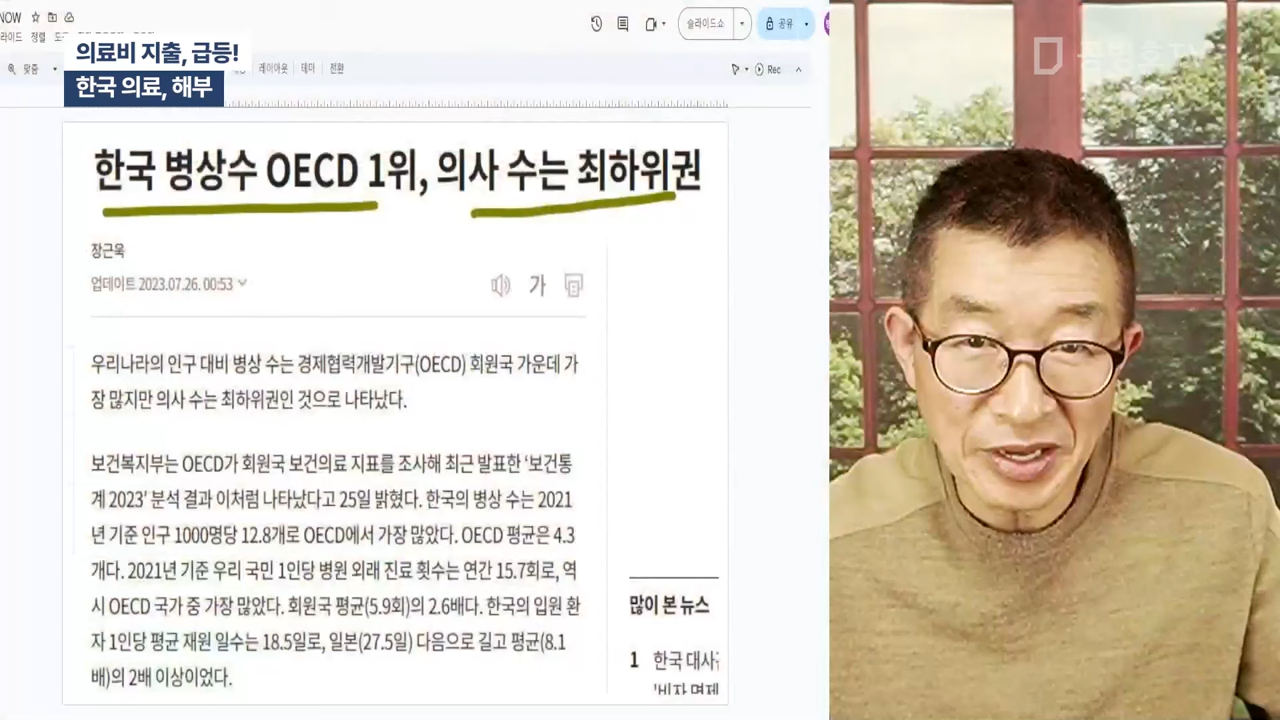 NOW
슬라이드쇼
공유
라이드 정렬
맞춤
레이아웃
테마
전환
Rec
의료비 지출, 급등!
한국 의료, 해부
한국 병상수 OECD 1위, 의사 수는 최하위권
장근욱
업데이트 2023.07.26. 00:53
가
우리나라의 인구 대비 병상 수는 경제협력개발기구(OECD) 회원국 가운데 가
장 많지만 의사 수는 최하위권인 것으로 나타났다.
보건복지부는 OECD가 회원국 보건의료 지표를 조사해 최근 발표한 ‘보건통
계 2023’ 분석 결과 이처럼 나타났다고 25일 밝혔다. 한국의 병상 수는 2021
년 기준 인구 1000명당 12.8개로 OECD에서 가장 많았다. OECD 평균은 4.3
개다. 2021년 기준 우리 국민 1인당 병원 외래 진료 횟수는 연간 15.7회로, 역
시 OECD 국가 중 가장 많았다. 회원국 평균(5.9회)의 2.6배다. 한국의 입원 환
자 1인당 평균 재원 일수는 18.5일로, 일본(27.5일) 다음으로 길고 평균(8.1
배)의 2배 이상이었다.
많이 본 뉴스
1 한국 대사
공병호TV